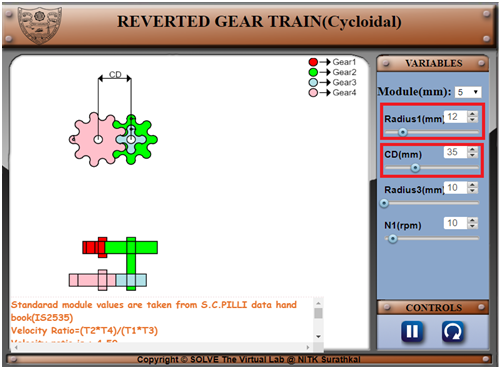 REVERTED GEAR TRAIN(Cycloidal)
CD
Gear1
Gear2
Gear3
Gear4
Standarad module values are taken from S.C.PILLI data hand
book(IS2535)
Velocity Ratio=(T2*T4)/(T1*T3)
VARIABLES
Module(mm): 5
Radius1(mm) 12
CD(mm) 35
Radius3(mm) 10
N1(rpm) 10
CONTROLS
Copyright © SOLVE The Virtual Lab @ NITK Surathkal